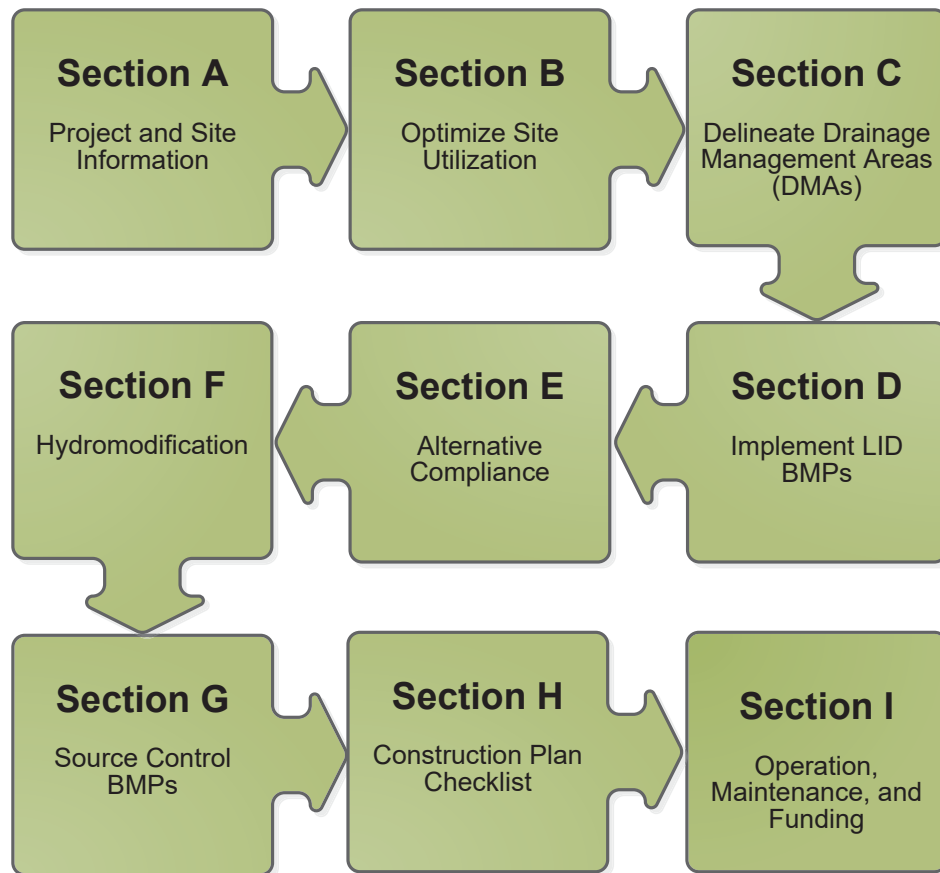 Section A
Project and Site
Information
Section B
Optimize Site
Utilization
Section C
Delineate Drainage
Management Areas
(DMAs)
Section D
Implement LID
BMPs
Section E
Alternative
Compliance
Section F
Hydromodification
Section G
Source Control
BMPs
Section H
Construction Plan
Checklist
Section I
Operation,
Maintenance, and
Funding